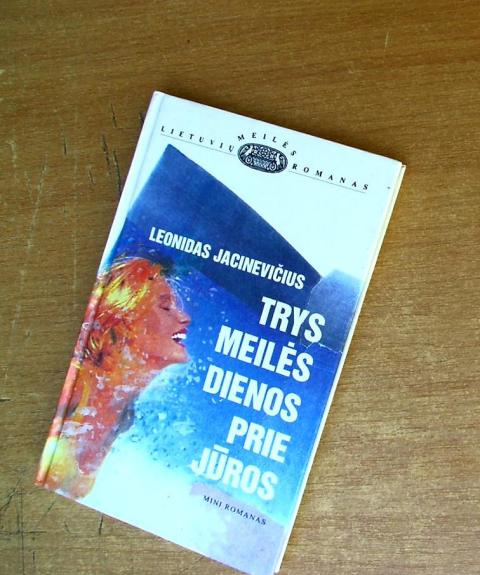 LIETUVIŲ MEILĖS ROMANAS
LEONIDAS JACINEVIČIUS
TRYS
MEILĖS
DIENOS
PRIE
JŪROS
MINI ROMANAS